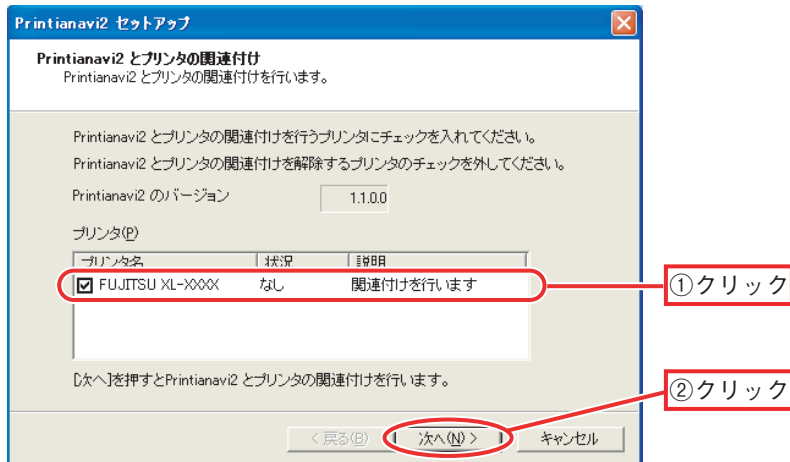 Printianavi2 セットアップ
Printianavi2 とプリンタの関連付け
Printianavi2 とプリンタの関連付けを行います。
Printianavi2 とプリンタの関連付けを行うプリンタにチェックを入れてください。
Printianavi2 とプリンタの関連付けを解除するプリンタのチェックを外してください。
Printianavi2 のバージョン 1.1.0.0
プリンタ(P)
プリンタ名 状況 説明
FUJITSU XL-XXXX なし 関連付けを行います
①クリック
[次へ]を押すとPrintianavi2 とプリンタの関連付けを行います。
②クリック
< 戻る(B) 次へ(N) > キャンセル